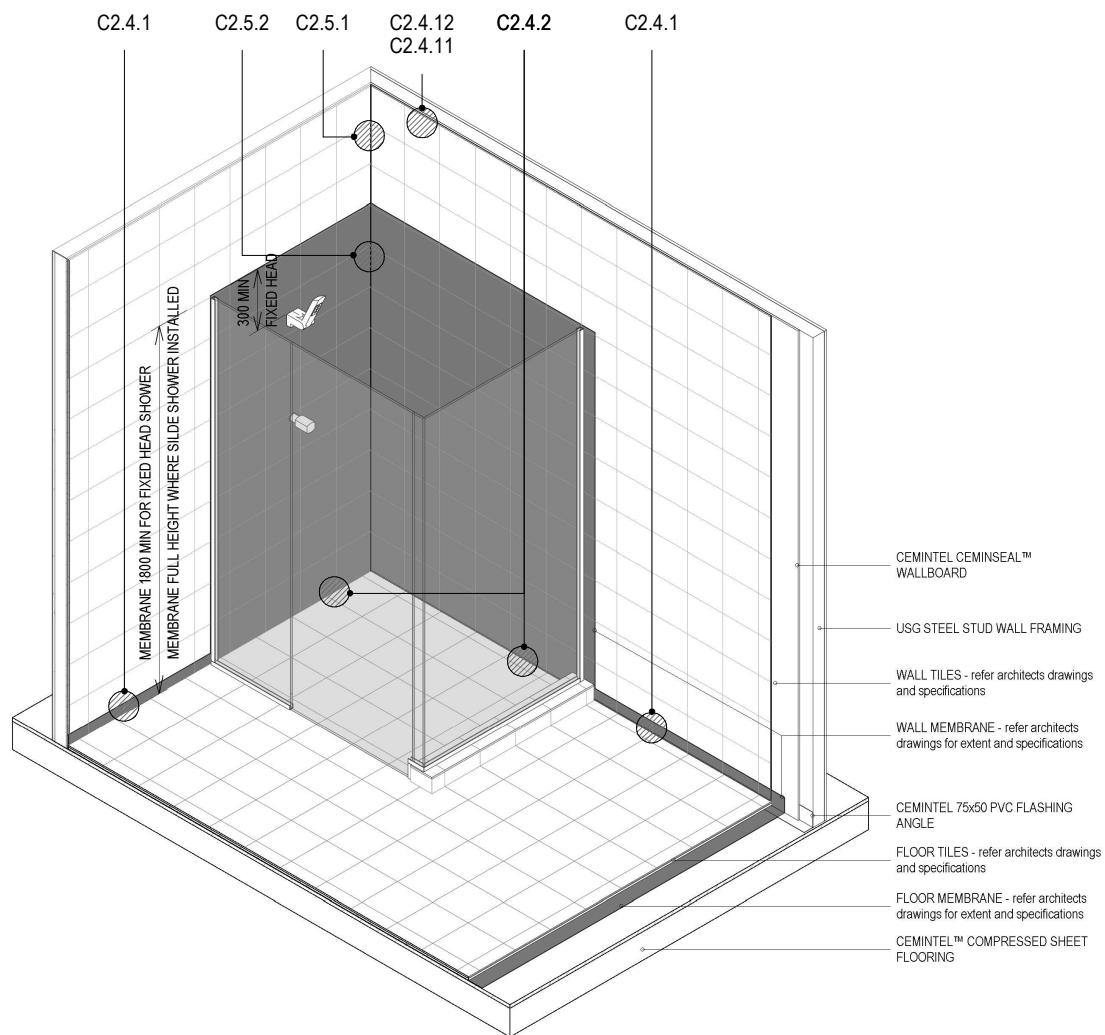 C2.4.1
C2.5.2
C2.5.1
C2.4.12
C2.4.11
C2.4.2
C2.4.1
300 MIN
FIXED HEAD
MEMBRANE 1800 MIN FOR FIXED HEAD SHOWER
MEMBRANE FULL HEIGHT WHERE SILDE SHOWER INSTALLED
CEMINTEL CEMINSEAL™
WALLBOARD
USG STEEL STUD WALL FRAMING
WALL TILES - refer architects drawings
and specifications
WALL MEMBRANE - refer architects
drawings for extent and specifications
CEMINTEL 75x50 PVC FLASHING
ANGLE
FLOOR TILES - refer architects drawings
and specifications
FLOOR MEMBRANE - refer architects
drawings for extent and specifications
CEMINTEL™ COMPRESSED SHEET
FLOORING